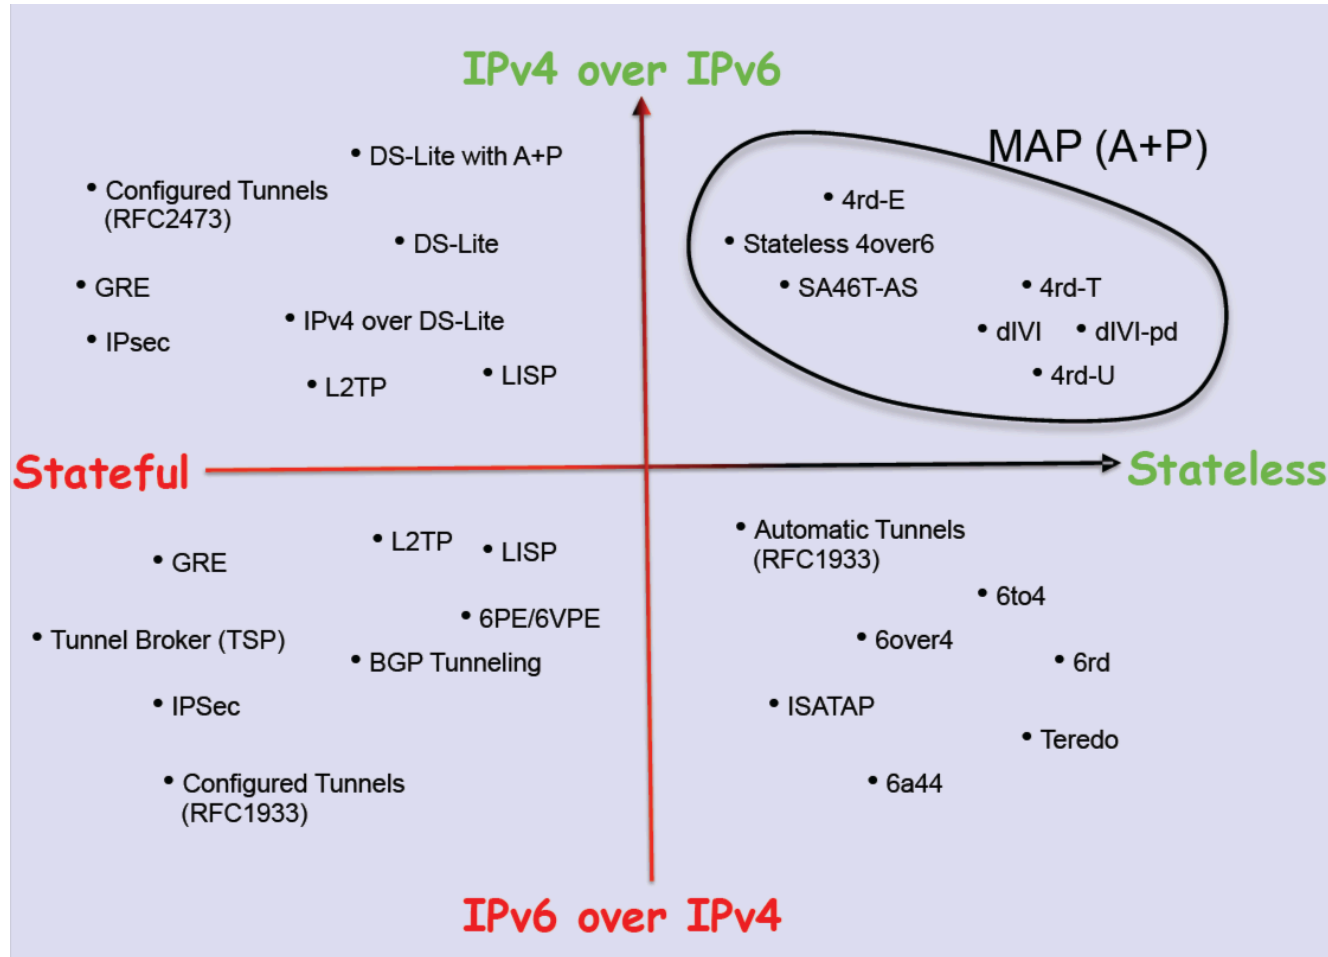 IPv4 over IPv6
MAP (A+P)
• DS-Lite with A+P
• Configured Tunnels
(RFC2473)
• 4rd-E
• DS-Lite
• Stateless 4over6
• GRE
• SA46T-AS
• 4rd-T
• IPv4 over DS-Lite
• IPsec
• dIVI
• dIVI-pd
• L2TP
• LISP
• 4rd-U
Stateful
Stateless
• L2TP
• LISP
• GRE
• Automatic Tunnels
(RFC1933)
• 6to4
• 6PE/6VPE
• Tunnel Broker (TSP)
• BGP Tunneling
• 6over4
• 6rd
• IPSec
• ISATAP
• Teredo
• Configured Tunnels
(RFC1933)
• 6a44
IPv6 over IPv4